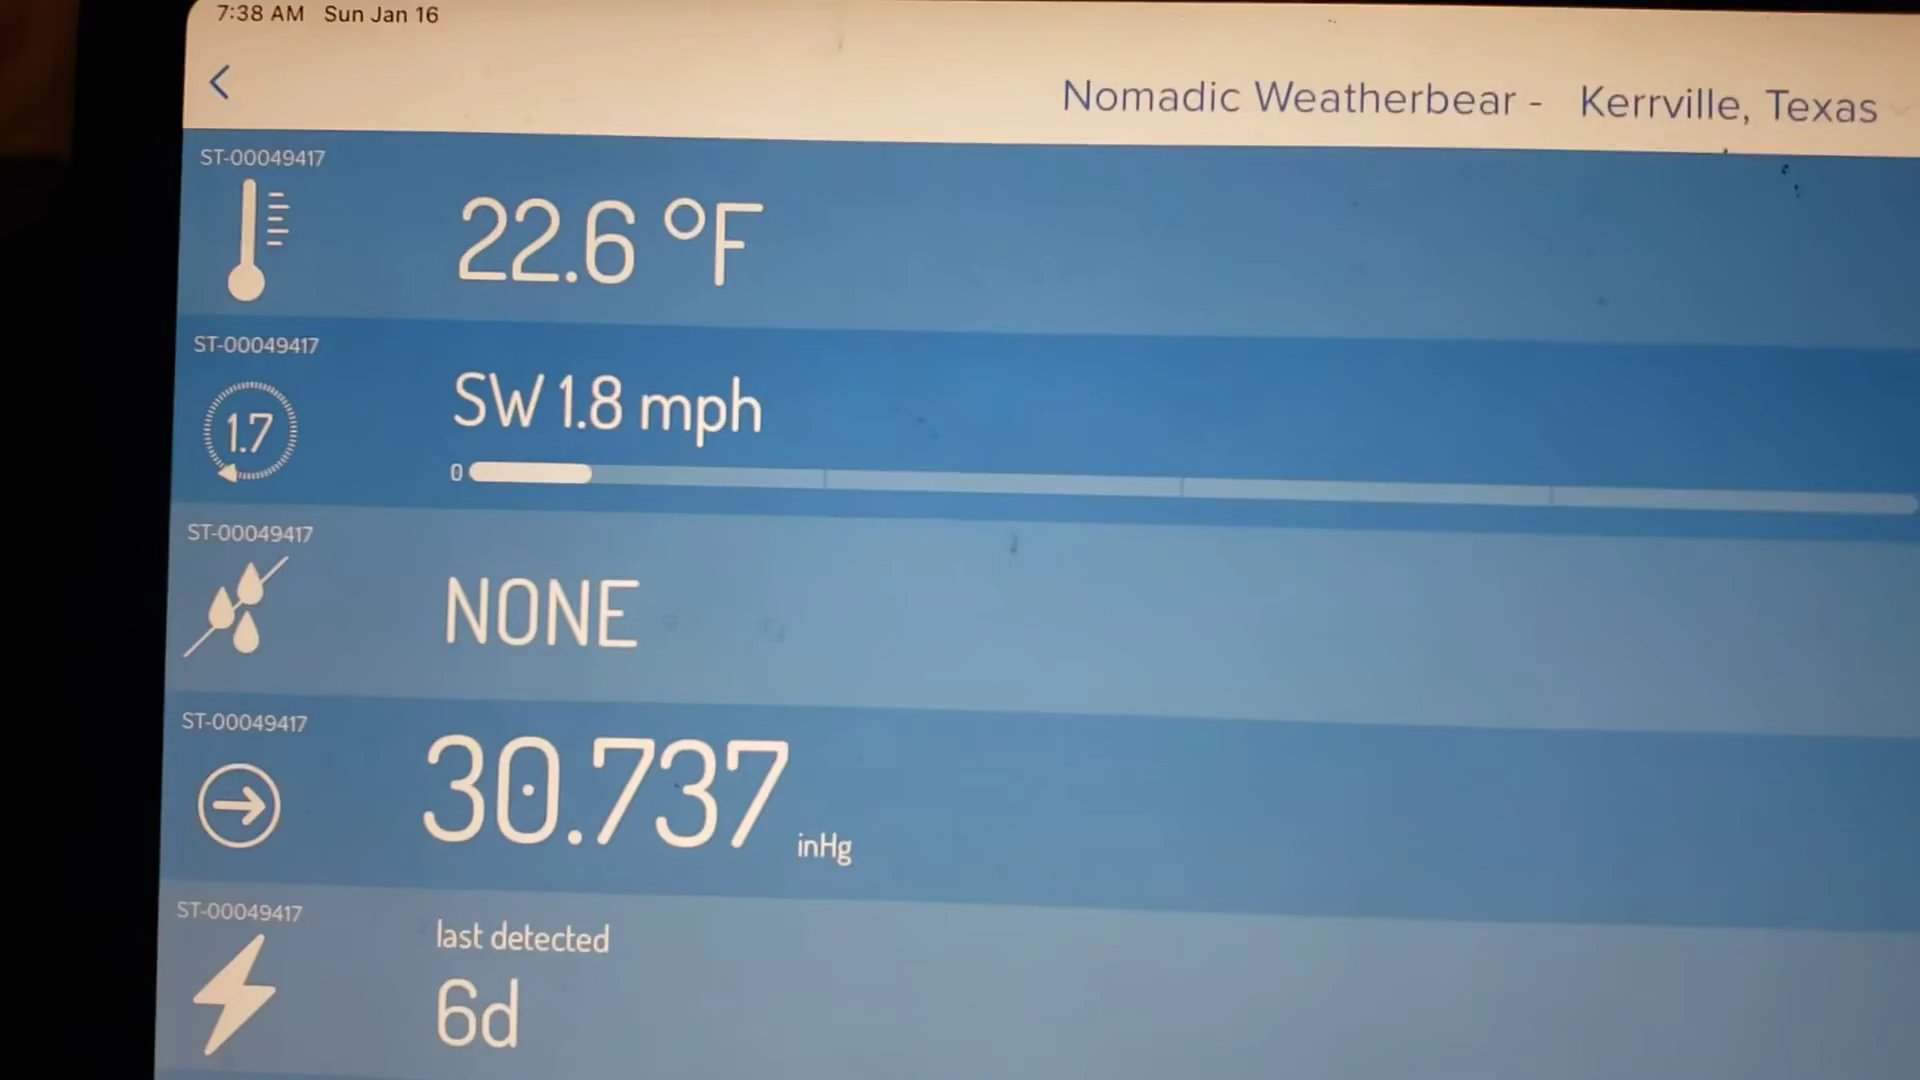 7:38 AM Sun Jan 16
Nomadic Weatherbear - Kerrville, Texas
ST-00049417
22.6 °F
ST-00049417
1.7
SW 1.8 mph
0
ST-00049417
NONE
ST-00049417
30.737 inHg
ST-00049417
last detected
6d